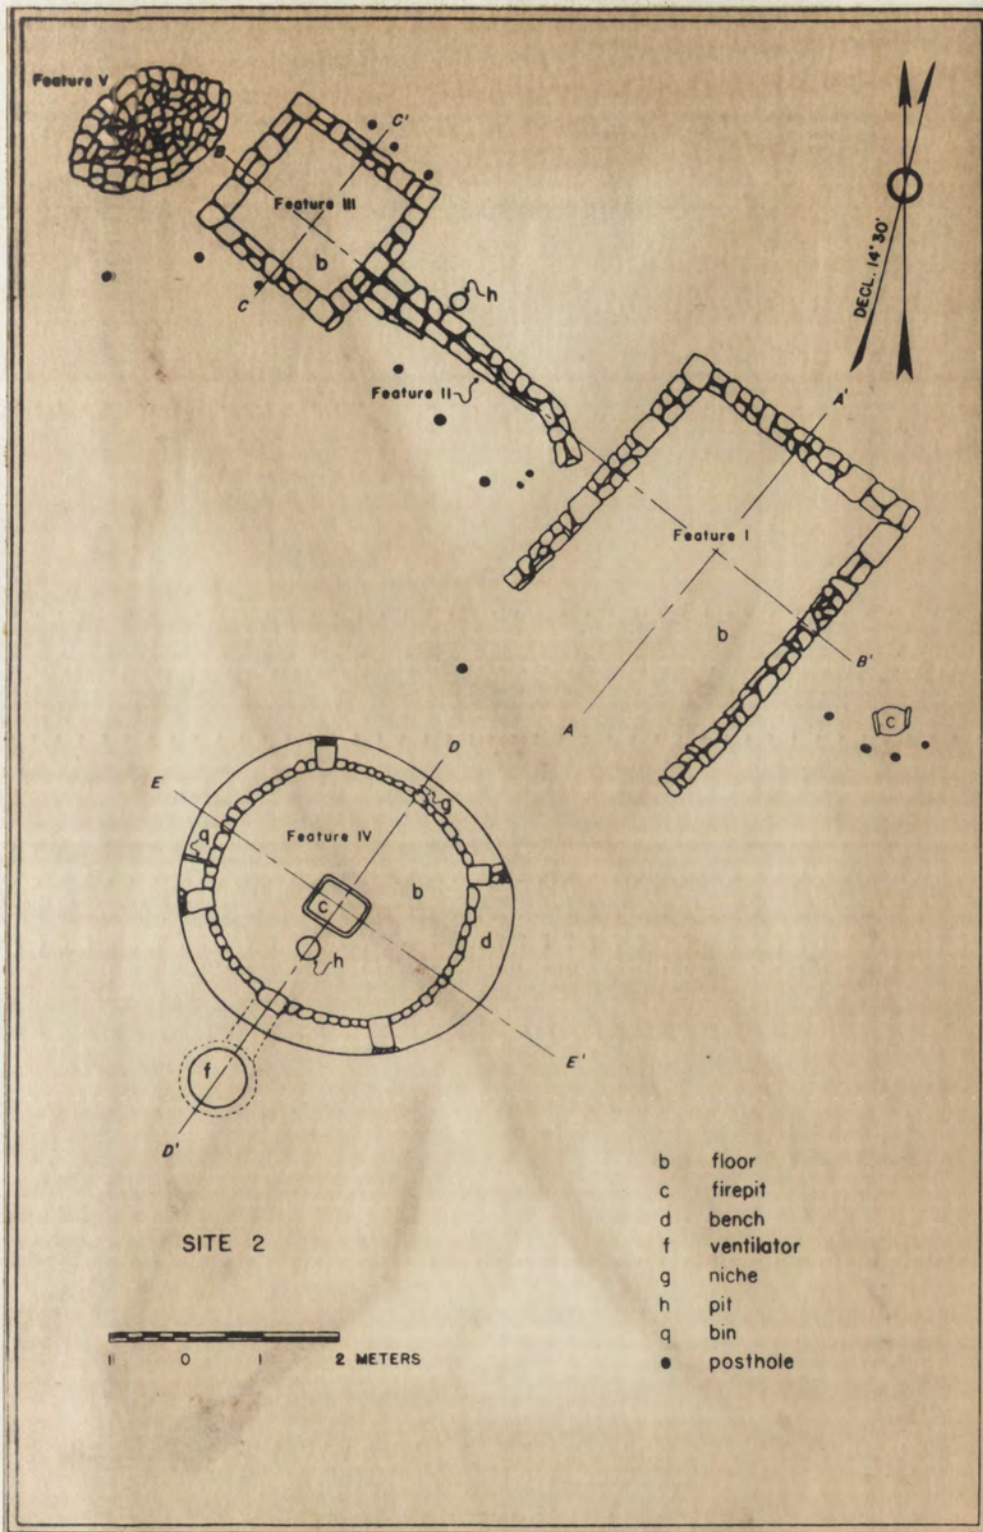 Feature V
C'
B
Feature III
b
C
h
Feature II
DECL. 14° 30'
A'
Feature I
b
B'
A
c
D
E
g
q
Feature IV
b
c
d
h
f
E'
D'
b floor
c firepit
d bench
f ventilator
g niche
h pit
q bin
● posthole
SITE 2
1 0 1 2 METERS